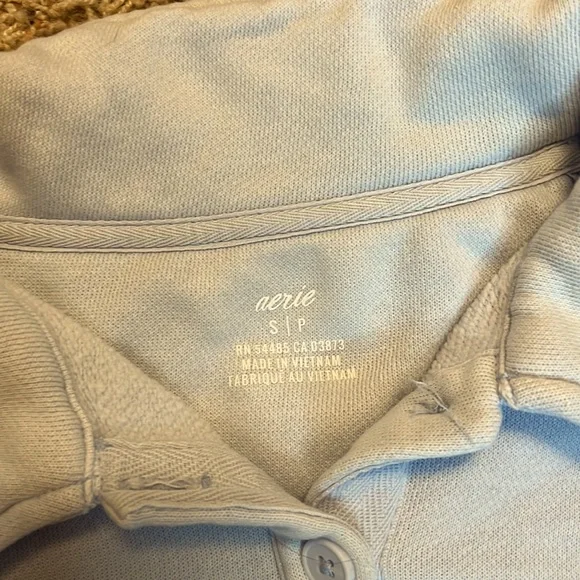 aerie
S | P
RN 54485 CA 03873
MADE IN VIETNAM
FABRIQUE AU VIETNAM